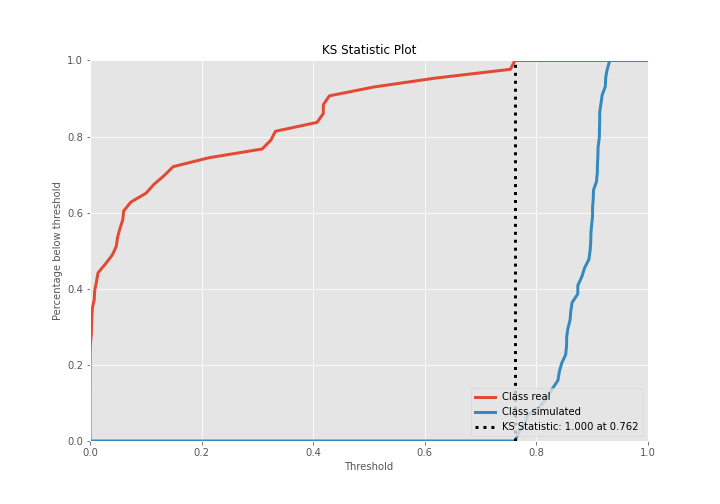 KS Statistic Plot
1.0
0.8
0.6
0.4
0.2
0.0
Percentage below threshold
Class real
Class simulated
KS Statistic: 1.000 at 0.762
0.0 0.2 0.4 0.6 0.8 1.0
Threshold